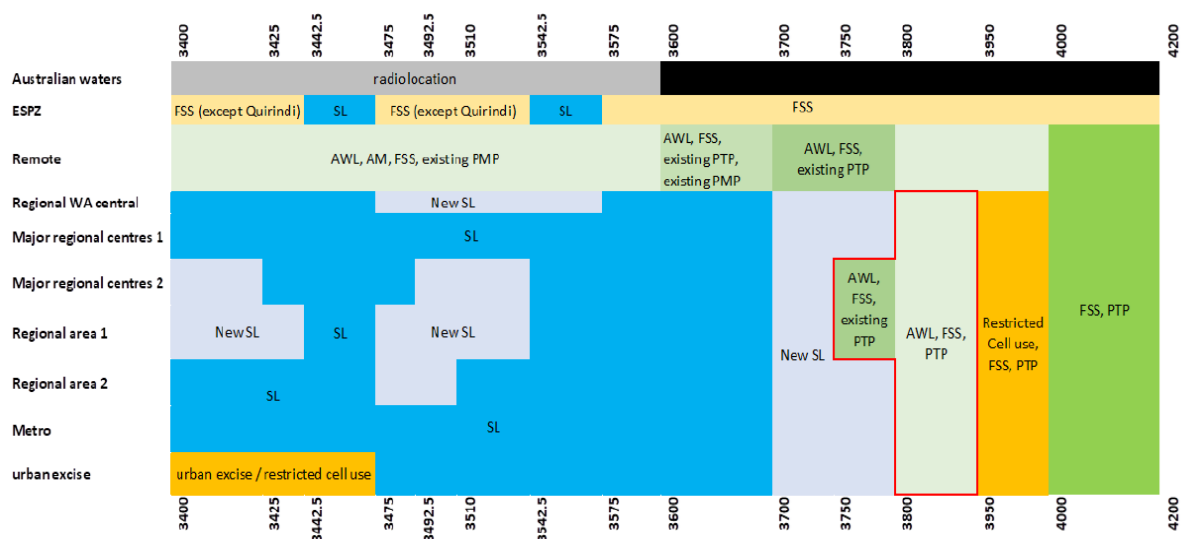 3400 3425 3442.5 3475 3492.5 3510 3542.5 3575 3600 3700 3750 3800 3950 4000 4200
Australian waters
radiolocation
ESPZ
FSS (except Quirindi)
SL
FSS (except Quirindi)
SL
FSS
Remote
AWL, AM, FSS, existing PMP
AWL, FSS,
existing PTP,
existing PMP
AWL, FSS,
existing PTP
Regional WA central
New SL
Major regional centres 1
SL
Major regional centres 2
AWL,
FSS,
existing
PTP
Regional area 1
New SL
SL
New SL
New SL
AWL, FSS,
PTP
Restricted
Cell use,
FSS, PTP
FSS, PTP
Regional area 2
SL
Metro
SL
urban excise
urban excise / restricted cell use
3400 3425 3442.5 3475 3492.5 3510 3542.5 3575 3600 3700 3750 3800 3950 4000 4200